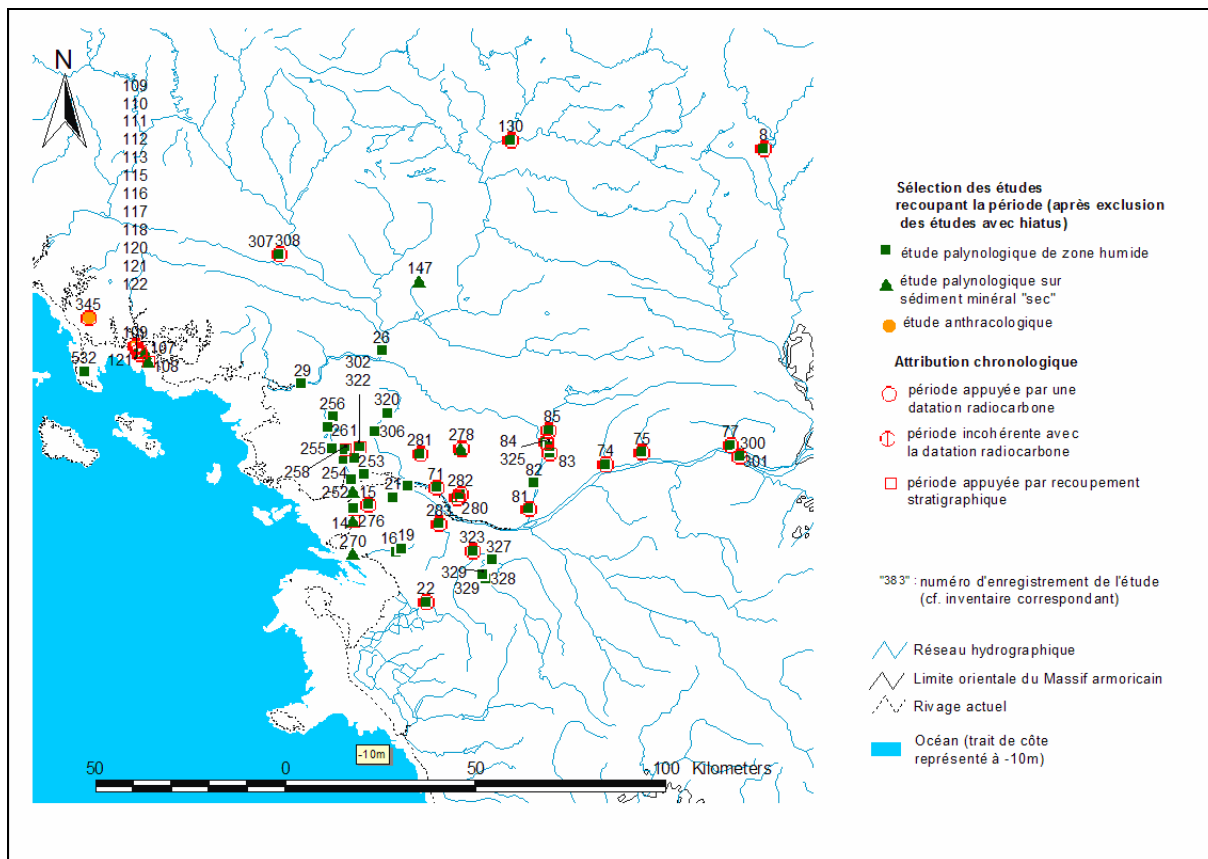 N
109
110
111
112
113
115
116
117
118
120
121
122
130
8
307 308
147
345
109
107
121
108
532
26
29
302
322
256
320
261
306
255
258
281
278
85
84
325
83
74
75
77
300
301
254
253
252
15
21
71
282
280
82
81
276
283
270
16 19
323
327
329
328
329
22
-10m
50
0
50
100 Kilometers
Sélection des études
recoupant la période (après exclusion
des études avec hiatus)
étude palynologique de zone humide
étude palynologique sur
sédiment minéral "sec"
étude anthracologique
Attribution chronologique
période appuyée par une
datation radiocarbone
période incohérente avec
la datation radiocarbone
période appuyée par recoupement
stratigraphique
"383" : numéro d'enregistrement de l'étude
(cf. inventaire correspondant)
Réseau hydrographique
Limite orientale du Massif armoricain
Rivage actuel
Océan (trait de côte
représenté à -10m)